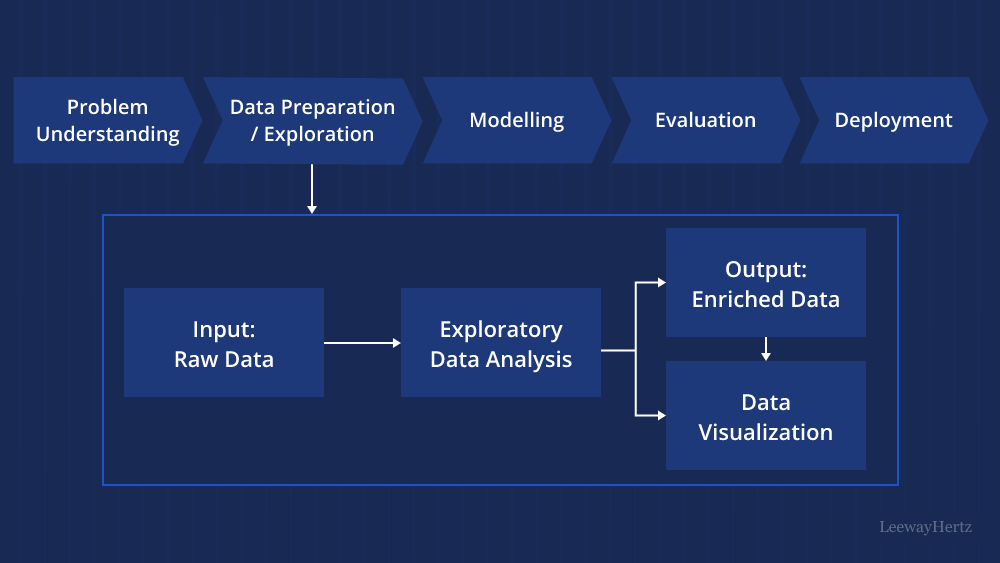 Problem
Understanding
Data Preparation
/ Exploration
Modelling
Evaluation
Deployment
Input:
Raw Data
Exploratory
Data Analysis
Output:
Enriched Data
Data
Visualization
LeewayHertz